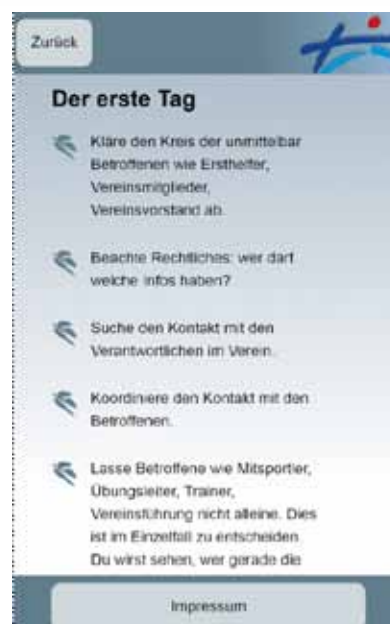 Zurück
Der erste Tag
Kläre den Kreis der unmittelbar
Betroffenen wie Ersthelfer,
Vereinsmitglieder,
Vereinsvorstand ab.
Beachte Rechtliches: wer darf
welche Infos haben?
Suche den Kontakt mit den
Verantwortlichen im Verein.
Koordiniere den Kontakt mit den
Betroffenen.
Lasse Betroffene wie Mitsportler,
Übungsleiter, Trainer,
Vereinsführung nicht alleine. Dies
ist im Einzelfall zu entscheiden.
Du wirst sehen, wer gerade die
Impressum